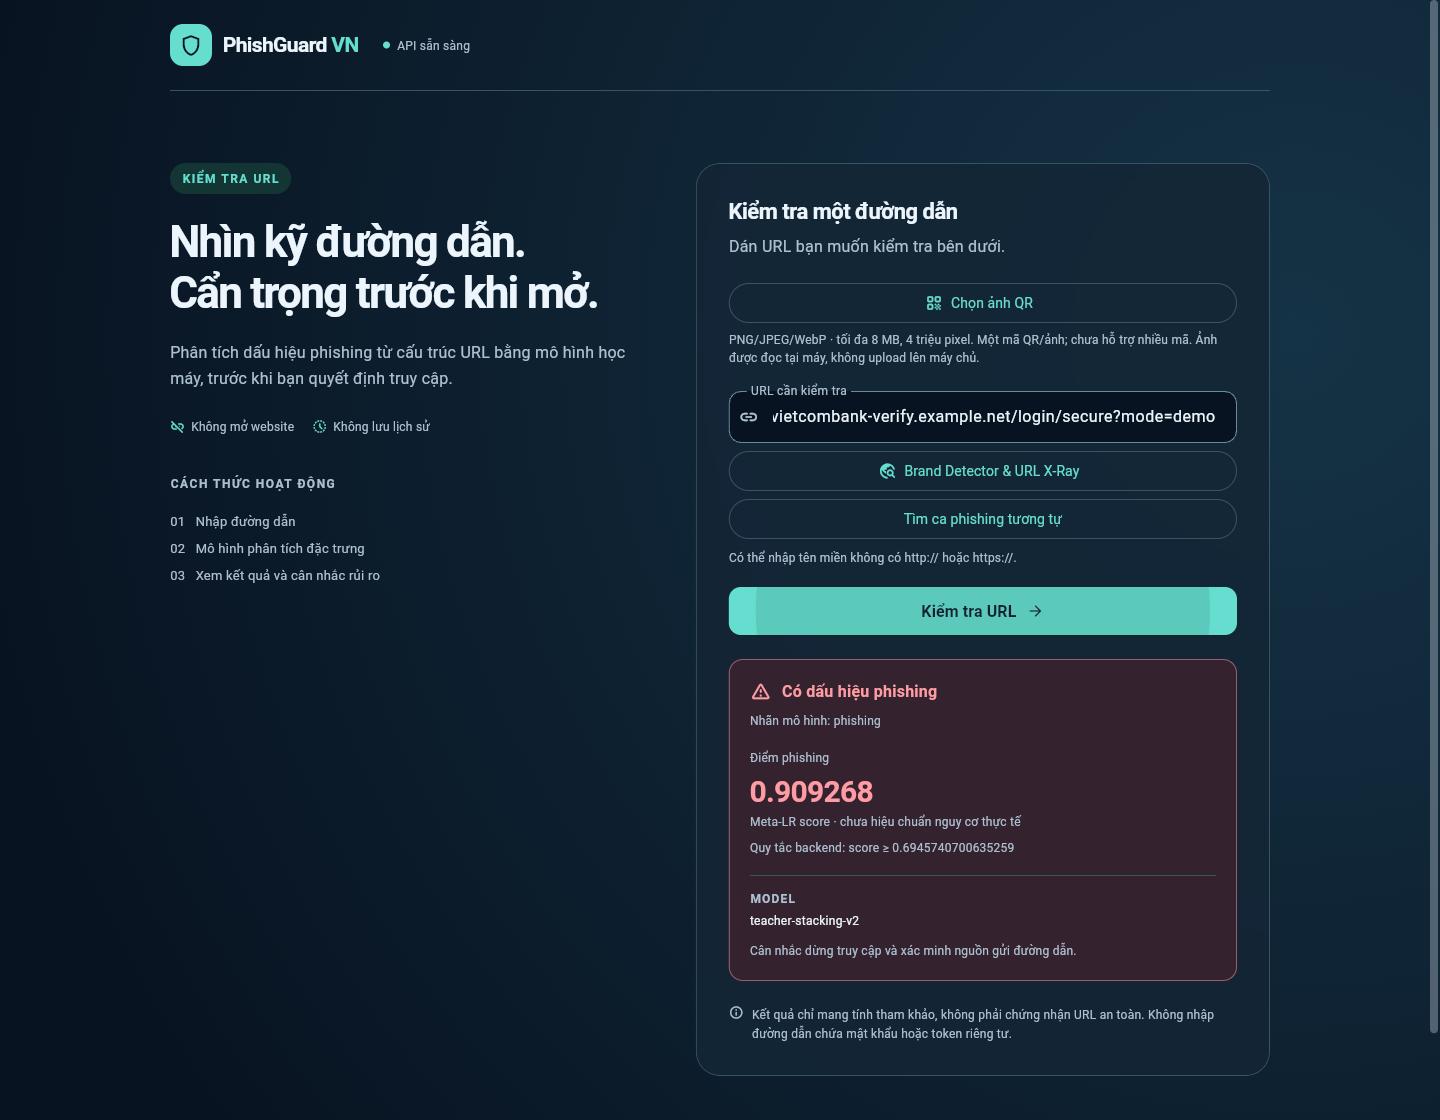 PhishGuard VN
API sẵn sàng
KIỂM TRA URL
Nhìn kỹ đường dẫn.
Cẩn trọng trước khi mở.
Phân tích dấu hiệu phishing từ cấu trúc URL bằng mô hình học
máy, trước khi bạn quyết định truy cập.
Không mở website
Không lưu lịch sử
CÁCH THỨC HOẠT ĐỘNG
01 Nhập đường dẫn
02 Mô hình phân tích đặc trưng
03 Xem kết quả và cân nhắc rủi ro
Kiểm tra một đường dẫn
Dán URL bạn muốn kiểm tra bên dưới.
Chọn ảnh QR
PNG/JPEG/WebP · tối đa 8 MB, 4 triệu pixel. Một mã QR/ảnh; chưa hỗ trợ nhiều mã. Ảnh
được đọc tại máy, không upload lên máy chủ.
URL cần kiểm tra
vietcombank-verify.example.net/login/secure?mode=demo
Brand Detector & URL X-Ray
Tìm ca phishing tương tự
Có thể nhập tên miền không có http:// hoặc https://.
Kiểm tra URL
Có dấu hiệu phishing
Nhãn mô hình: phishing
Điểm phishing
0.909268
Meta-LR score · chưa hiệu chuẩn nguy cơ thực tế
Quy tắc backend: score ≥ 0.6945740700635259
MODEL
teacher-stacking-v2
Cân nhắc dừng truy cập và xác minh nguồn gửi đường dẫn.
Kết quả chỉ mang tính tham khảo, không phải chứng nhận URL an toàn. Không nhập
đường dẫn chứa mật khẩu hoặc token riêng tư.